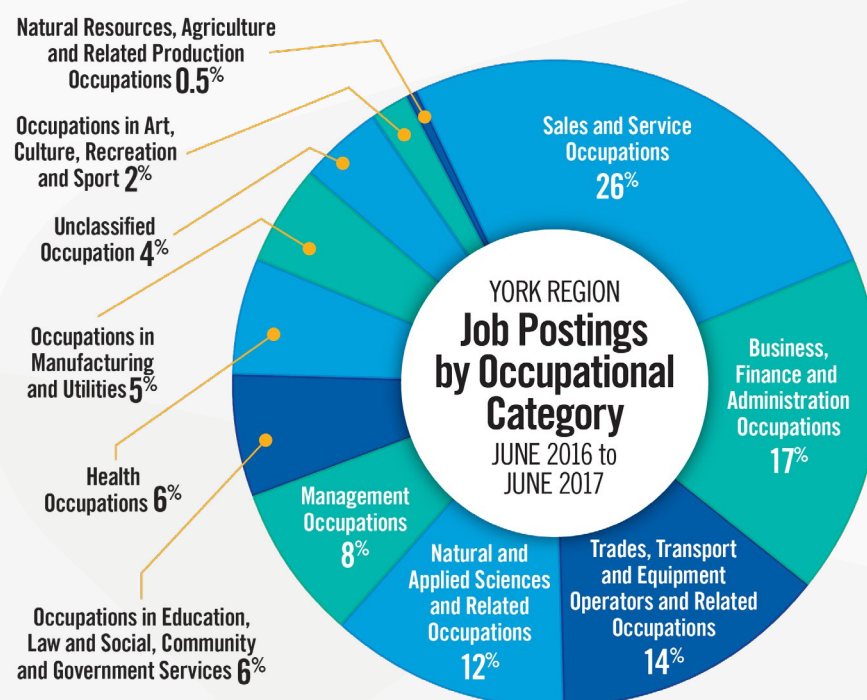 Natural Resources, Agriculture
and Related Production
Occupations 0.5%
Occupations in Art,
Culture, Recreation
and Sport 2%
Unclassified
Occupation 4%
Occupations in
Manufacturing
and Utilities 5%
Health
Occupations 6%
Occupations in Education,
Law and Social, Community
and Government Services 6%
Sales and Service
Occupations
26%
Business,
Finance and
Administration
Occupations
17%
Trades, Transport
and Equipment
Operators and Related
Occupations
14%
Natural and
Applied Sciences
and Related
Occupations
12%
Management
Occupations
8%
YORK REGION
Job Postings
by Occupational
Category
JUNE 2016 to
JUNE 2017